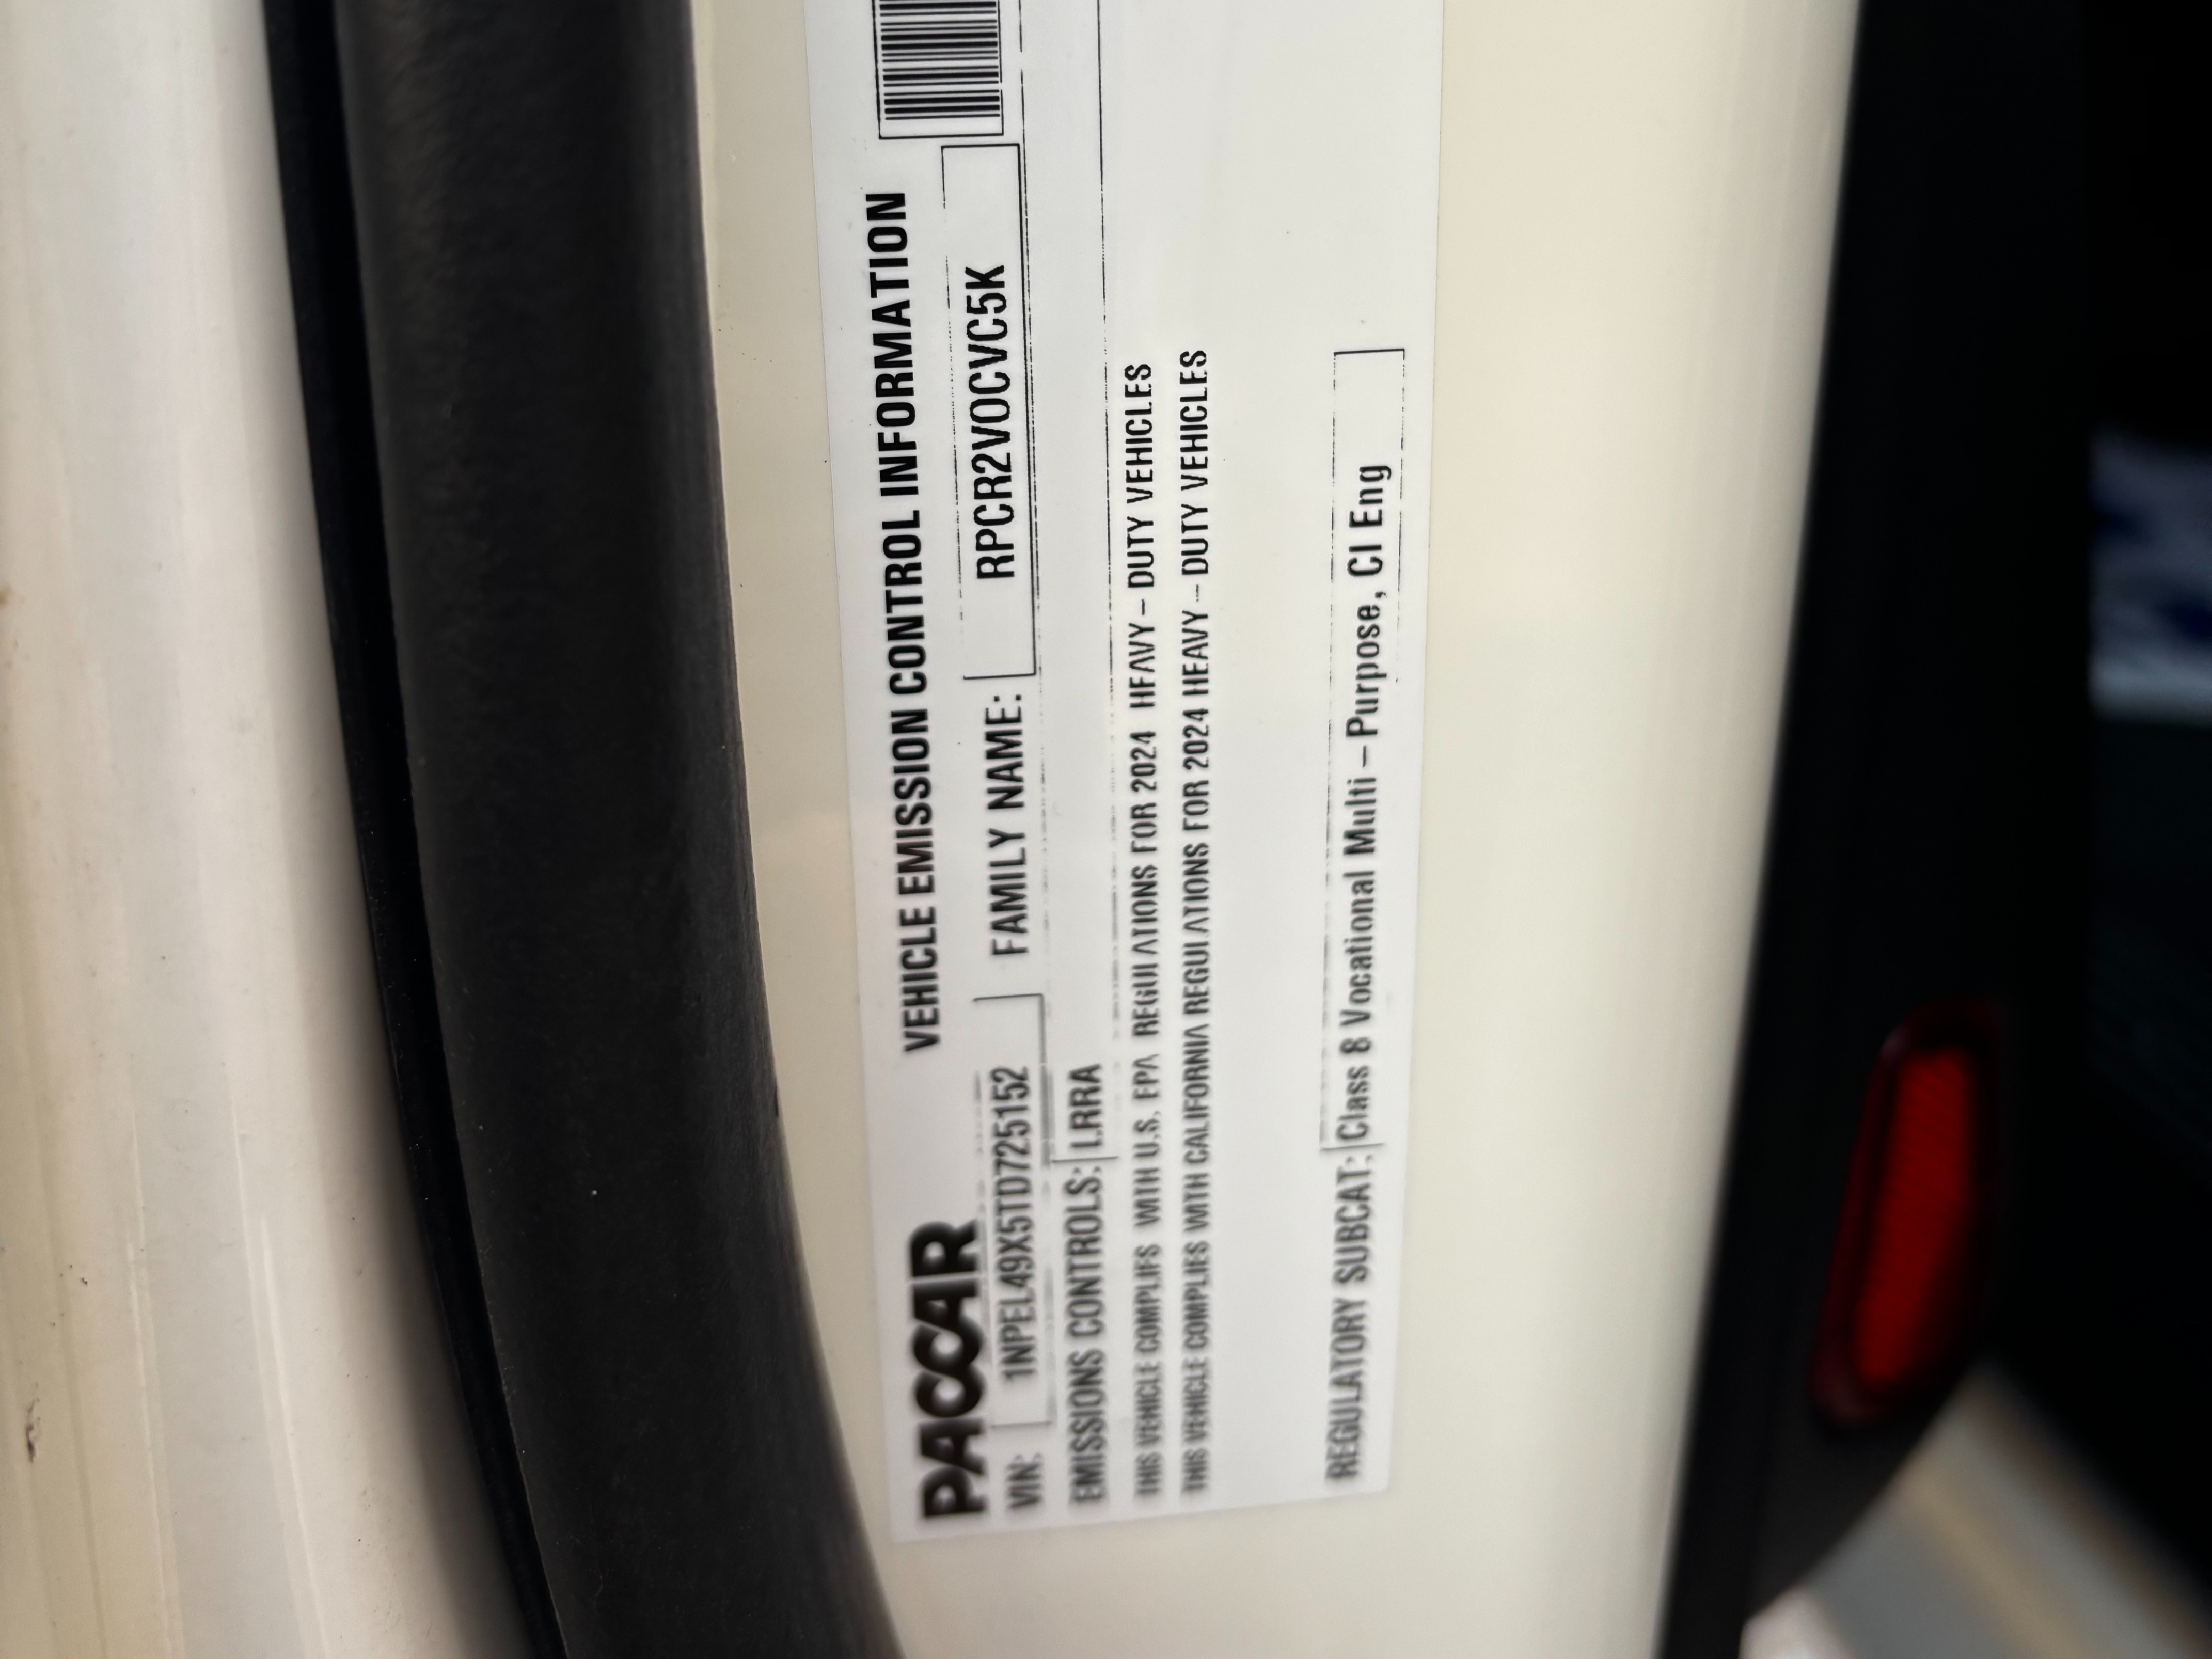 PACCAR
VEHICLE EMISSION CONTROL INFORMATION
VIN: 1NPEL49X5TD725152 FAMILY NAME: RPCR2VOCVC5K
EMISSIONS CONTROLS: LRRA
THIS VEHICLE COMPLIES WITH U.S. EPA REGULATIONS FOR 2024 HEAVY-DUTY VEHICLES
THIS VEHICLE COMPLIES WITH CALIFORNIA REGULATIONS FOR 2024 HEAVY-DUTY VEHICLES
REGULATORY SUBCAT: Class 8 Vocational Multi-Purpose, CI Eng